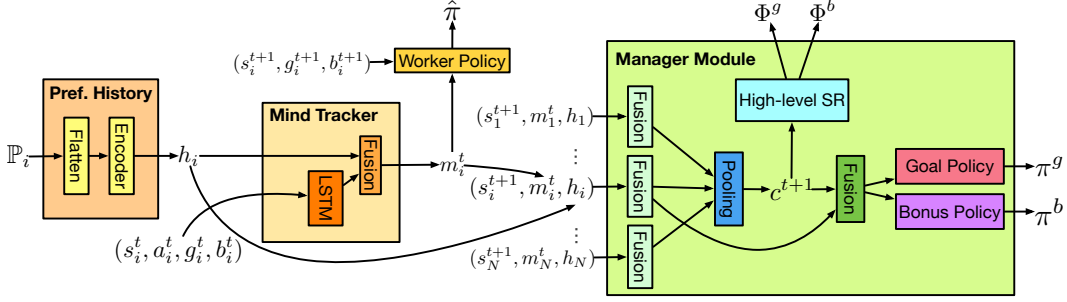 ℙ_i
Pref. History
Flatten
Encoder
h_i
(s_i^t, a_i^t, g_i^t, b_i^t)
Mind Tracker
LSTM
Fusion
m_i^t
(s_i^{t+1}, g_i^{t+1}, b_i^{t+1})
Worker Policy
π̂
(s_1^{t+1}, m_1^t, h_1)
⋮
(s_i^{t+1}, m_i^t, h_i)
⋮
(s_N^{t+1}, m_N^t, h_N)
Manager Module
Fusion
Fusion
Fusion
Pooling
c^{t+1}
High-level SR
Φ^g
Φ^b
Fusion
Goal Policy
π^g
Bonus Policy
π^b